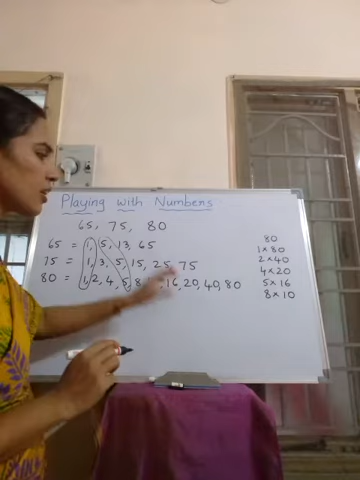 Playing with Numbers
65, 75, 80
65 = 1, 5, 13, 65
75 = 1, 3, 5, 15, 25, 75
80 = 1, 2, 4, 5, 8, 16, 20, 40, 80
80
1×80
2×40
4×20
5×16
8×10